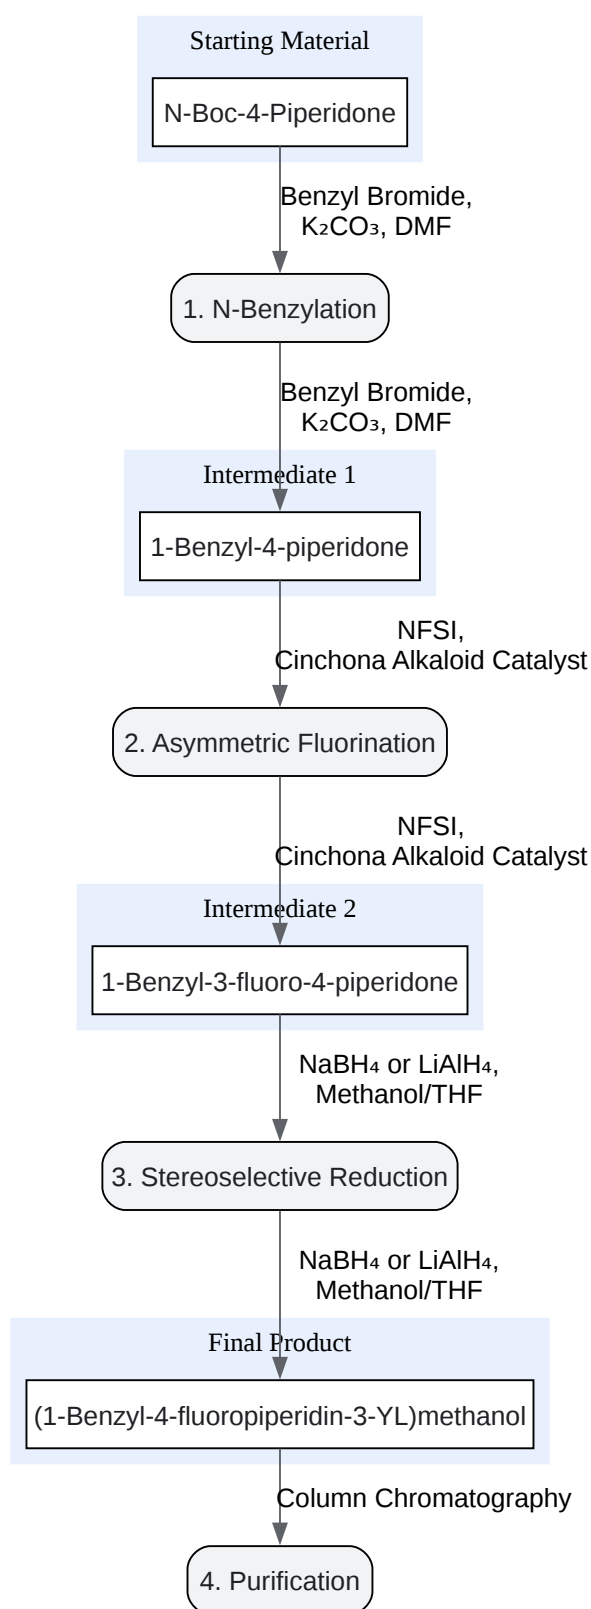 Starting Material
N-Boc-4-Piperidone
Benzyl Bromide,
K₂CO₃, DMF
1. N-Benzylation
Benzyl Bromide,
K₂CO₃, DMF
Intermediate 1
1-Benzyl-4-piperidone
NFSI,
Cinchona Alkaloid Catalyst
2. Asymmetric Fluorination
NFSI,
Cinchona Alkaloid Catalyst
Intermediate 2
1-Benzyl-3-fluoro-4-piperidone
NaBH₄ or LiAlH₄,
Methanol/THF
3. Stereoselective Reduction
NaBH₄ or LiAlH₄,
Methanol/THF
Final Product
(1-Benzyl-4-fluoropiperidin-3-YL)methanol
Column Chromatography
4. Purification